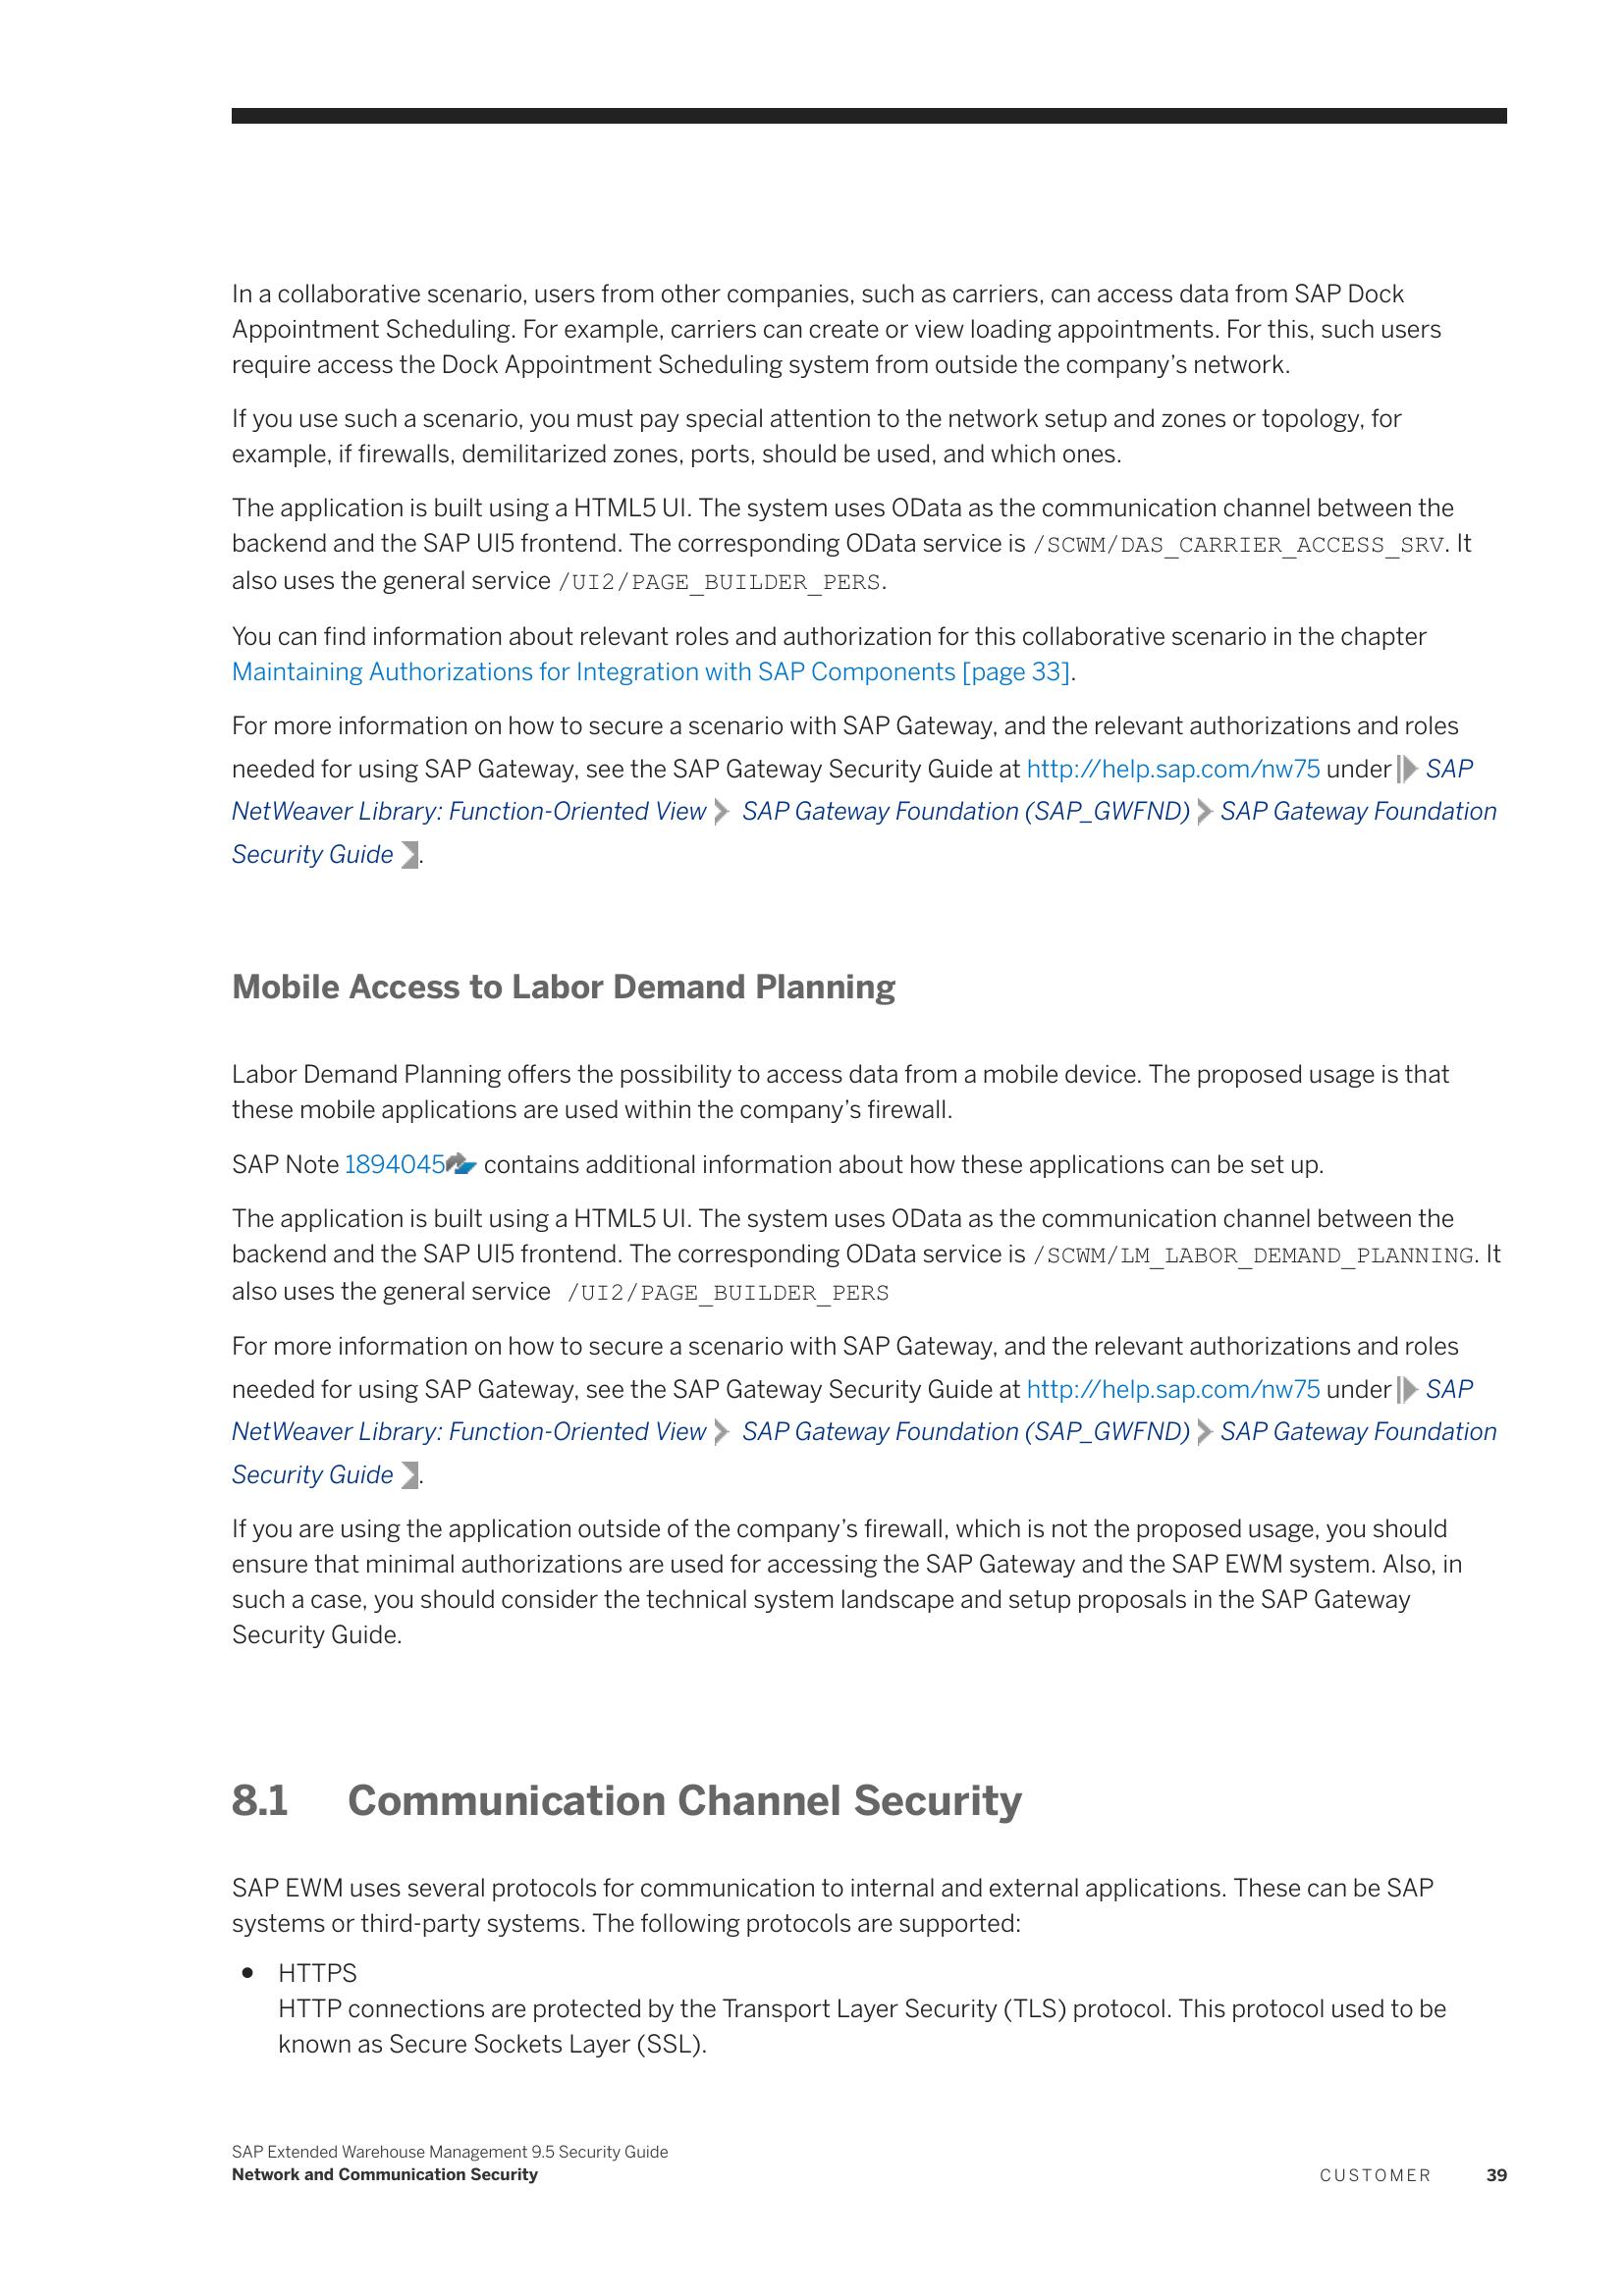 In a collaborative scenario, users from other companies, such as carriers, can access data from SAP Dock
Appointment Scheduling. For example, carriers can create or view loading appointments. For this, such users
require access the Dock Appointment Scheduling system from outside the company’s network.
If you use such a scenario, you must pay special attention to the network setup and zones or topology, for
example, if firewalls, demilitarized zones, ports, should be used, and which ones.
The application is built using a HTML5 UI. The system uses OData as the communication channel between the
backend and the SAP UI5 frontend. The corresponding OData service is /SCWM/DAS_CARRIER_ACCESS_SRV. It
also uses the general service /UI2/PAGE_BUILDER_PERS.
You can find information about relevant roles and authorization for this collaborative scenario in the chapter
Maintaining Authorizations for Integration with SAP Components [page 33].
For more information on how to secure a scenario with SAP Gateway, and the relevant authorizations and roles
needed for using SAP Gateway, see the SAP Gateway Security Guide at http://help.sap.com/nw75 under SAP
NetWeaver Library: Function-Oriented View SAP Gateway Foundation (SAP_GWFND) SAP Gateway Foundation
Security Guide .
Mobile Access to Labor Demand Planning
Labor Demand Planning offers the possibility to access data from a mobile device. The proposed usage is that
these mobile applications are used within the company’s firewall.
SAP Note 1894045 contains additional information about how these applications can be set up.
The application is built using a HTML5 UI. The system uses OData as the communication channel between the
backend and the SAP UI5 frontend. The corresponding OData service is /SCWM/LM_LABOR_DEMAND_PLANNING. It
also uses the general service /UI2/PAGE_BUILDER_PERS
For more information on how to secure a scenario with SAP Gateway, and the relevant authorizations and roles
needed for using SAP Gateway, see the SAP Gateway Security Guide at http://help.sap.com/nw75 under SAP
NetWeaver Library: Function-Oriented View SAP Gateway Foundation (SAP_GWFND) SAP Gateway Foundation
Security Guide .
If you are using the application outside of the company’s firewall, which is not the proposed usage, you should
ensure that minimal authorizations are used for accessing the SAP Gateway and the SAP EWM system. Also, in
such a case, you should consider the technical system landscape and setup proposals in the SAP Gateway
Security Guide.
8.1 Communication Channel Security
SAP EWM uses several protocols for communication to internal and external applications. These can be SAP
systems or third-party systems. The following protocols are supported:
● HTTPS
HTTP connections are protected by the Transport Layer Security (TLS) protocol. This protocol used to be
known as Secure Sockets Layer (SSL).
SAP Extended Warehouse Management 9.5 Security Guide
Network and Communication Security CUSTOMER 39